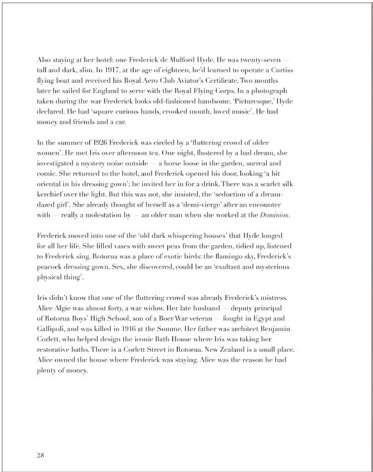 Also staying at her hotel: one Frederick de Mulford Hyde. He was twenty-seven —
tall and dark, slim. In 1917, at the age of eighteen, he'd learned to operate a Curtiss
flying boat and received his Royal Aero Club Aviator's Certificate. Two months
later he sailed for England to serve with the Royal Flying Corps. In a photograph
taken during the war Frederick looks old-fashioned handsome. 'Picturesque,' Hyde
declared. He had 'square curious hands, crooked mouth, loved music'. He had
money and friends and a car.
In the summer of 1926 Frederick was circled by a 'fluttering crowd of older
women'. He met Iris over afternoon tea. One night, flustered by a bad dream, she
investigated a mystery noise outside — a horse loose in the garden, surreal and
comic. She returned to the hotel, and Frederick opened his door, looking 'a bit
oriental in his dressing gown'; he invited her in for a drink. There was a scarlet silk
kerchief over the light. But this was not, she insisted, the 'seduction of a dream-
dazed girl'. She already thought of herself as a 'demi-vierge' after an encounter
with — really a molestation by — an older man when she worked at the Dominion.
Frederick moved into one of the 'old dark whispering houses' that Hyde longed
for all her life. She filled vases with sweet peas from the garden, tidied up, listened
to Frederick sing. Rotorua was a place of exotic birds: the flamingo sky, Frederick's
peacock dressing gown. Sex, she discovered, could be an 'exultant and mysterious
physical thing'.
Iris didn't know that one of the fluttering crowd was already Frederick's mistress.
Alice Algie was almost forty, a war widow. Her late husband — deputy principal
of Rotorua Boys' High School, son of a Boer War veteran — fought in Egypt and
Gallipoli, and was killed in 1916 at the Somme. Her father was architect Benjamin
Corlett, who helped design the iconic Bath House where Iris was taking her
restorative baths. There is a Corlett Street in Rotorua. New Zealand is a small place.
Alice owned the house where Frederick was staying. Alice was the reason he had
plenty of money.
28